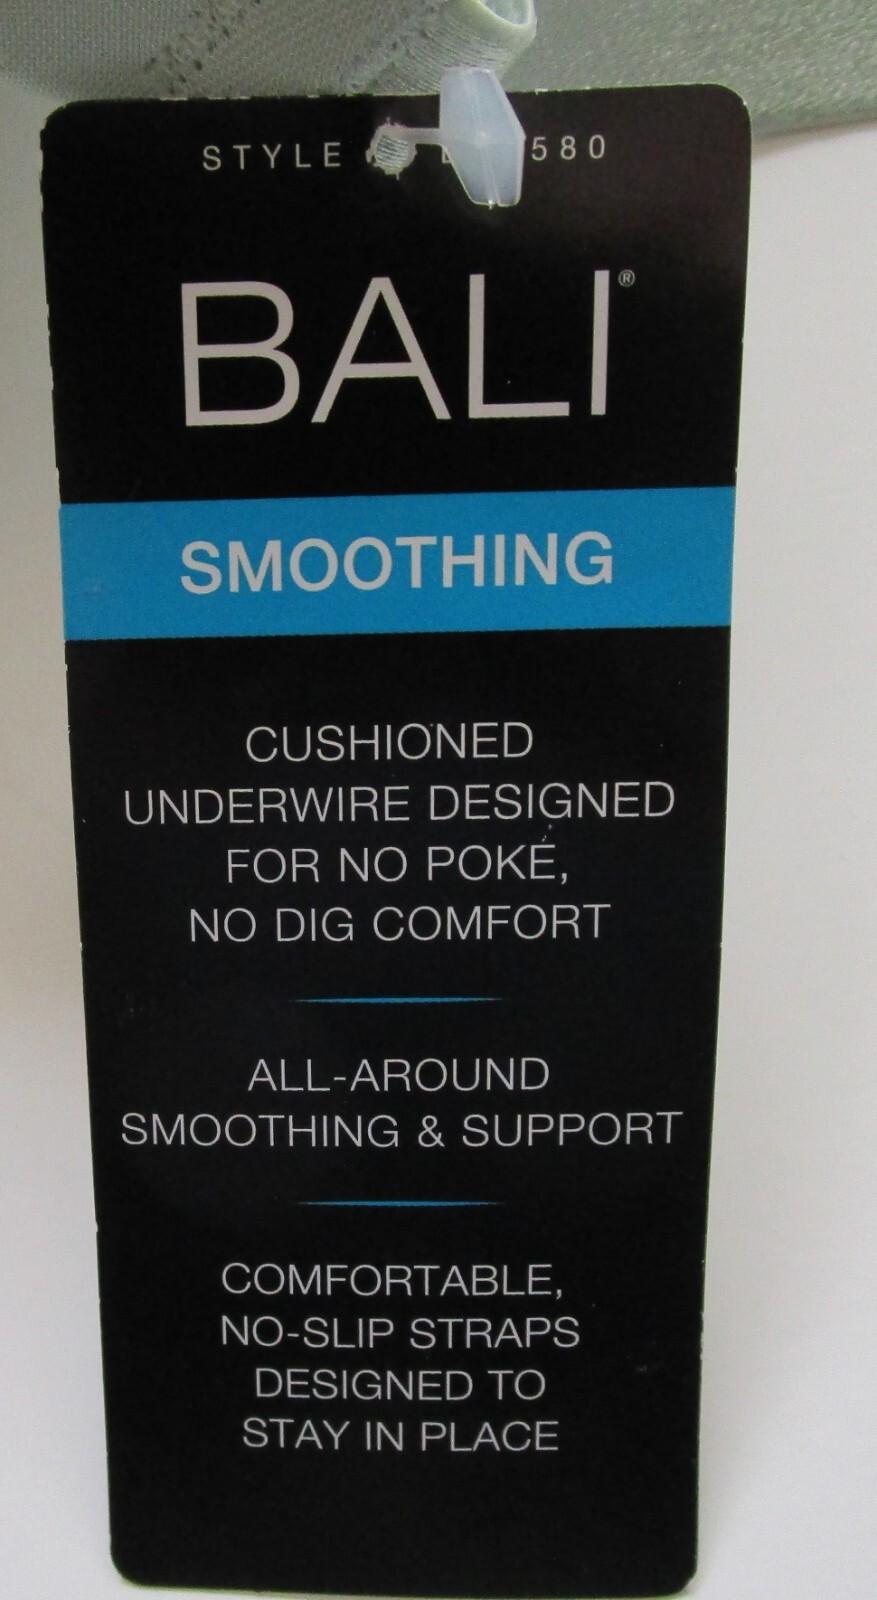 STYLE 580
BALI®
SMOOTHING
CUSHIONED
UNDERWIRE DESIGNED
FOR NO POKE,
NO DIG COMFORT
ALL-AROUND
SMOOTHING & SUPPORT
COMFORTABLE,
NO-SLIP STRAPS
DESIGNED TO
STAY IN PLACE